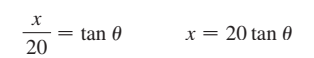 x/20 = tan θ    x = 20 tan θ